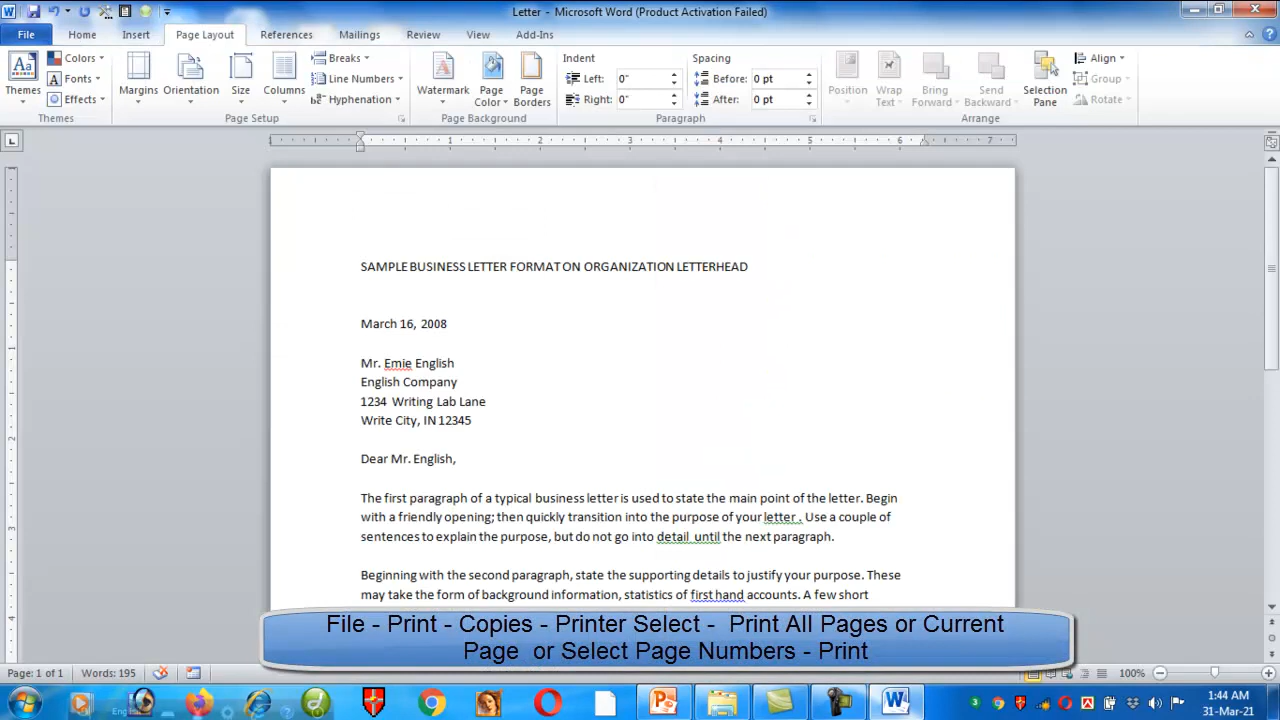 Letter - Microsoft Word (Product Activation Failed)
File Home Insert Page Layout References Mailings Review View Add-Ins
Themes
Colors
Fonts
Effects
Themes
Margins
Orientation
Size
Columns
Breaks
Line Numbers
Hyphenation
Page Setup
Watermark
Page Color
Page Borders
Page Background
Indent
Left: 0"
Right: 0"
Spacing
Before: 0 pt
After: 0 pt
Paragraph
Position
Wrap Text
Bring Forward
Send Backward
Selection Pane
Align
Group
Rotate
Arrange
1 2 3 4 5 6 7
SAMPLE BUSINESS LETTER FORMAT ON ORGANIZATION LETTERHEAD
March 16, 2008
Mr. Emie English
English Company
1234 Writing Lab Lane
Write City, IN 12345
Dear Mr. English,
The first paragraph of a typical business letter is used to state the main point of the letter. Begin
with a friendly opening; then quickly transition into the purpose of your letter . Use a couple of
sentences to explain the purpose, but do not go into detail until the next paragraph.
Beginning with the second paragraph, state the supporting details to justify your purpose. These
may take the form of background information, statistics of first hand accounts. A few short
File - Print - Copies - Printer Select - Print All Pages or Current
Page or Select Page Numbers - Print
Page: 1 of 1 Words: 195
100%
1:44 AM
31-Mar-21